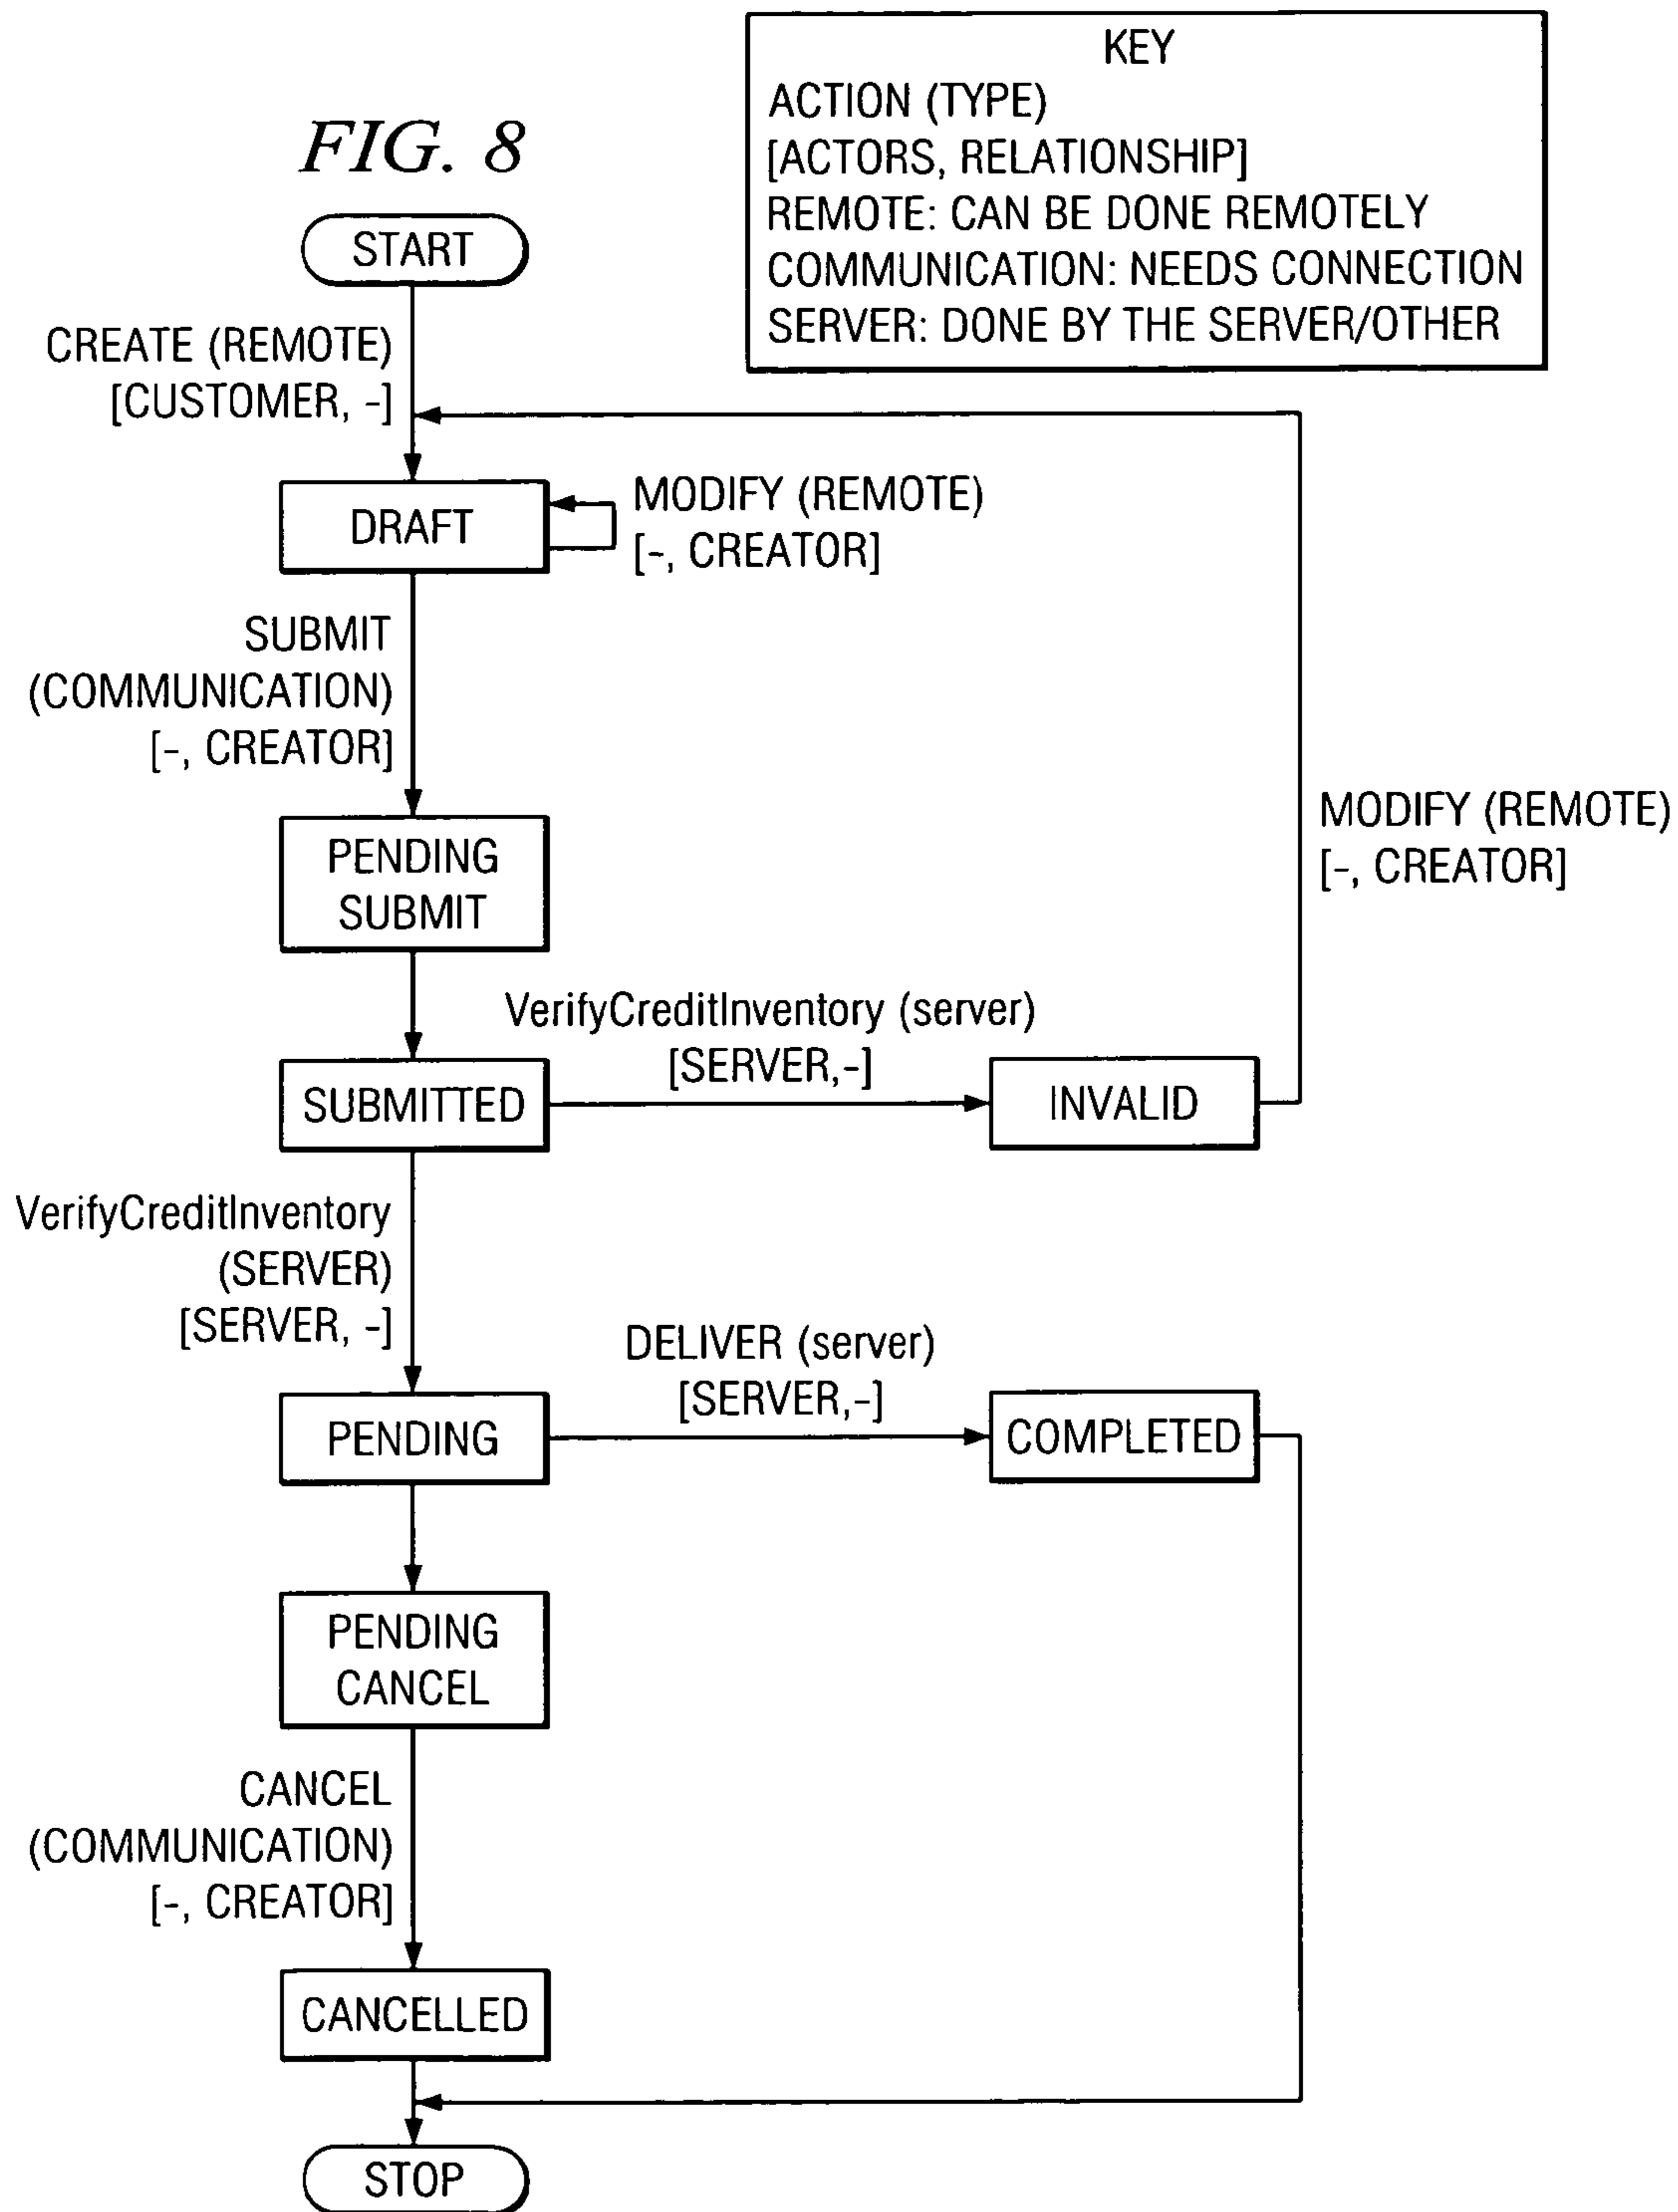 FIG. 8
KEY
ACTION (TYPE)
[ACTORS, RELATIONSHIP]
REMOTE: CAN BE DONE REMOTELY
COMMUNICATION: NEEDS CONNECTION
SERVER: DONE BY THE SERVER/OTHER
START
CREATE (REMOTE)
[CUSTOMER, -]
DRAFT
MODIFY (REMOTE)
[-, CREATOR]
SUBMIT
(COMMUNICATION)
[-, CREATOR]
MODIFY (REMOTE)
[-, CREATOR]
PENDING
SUBMIT
VerifyCreditInventory (server)
[SERVER,-]
SUBMITTED
INVALID
VerifyCreditInventory
(SERVER)
[SERVER, -]
DELIVER (server)
[SERVER,-]
PENDING
COMPLETED
PENDING
CANCEL
CANCEL
(COMMUNICATION)
[-, CREATOR]
CANCELLED
STOP